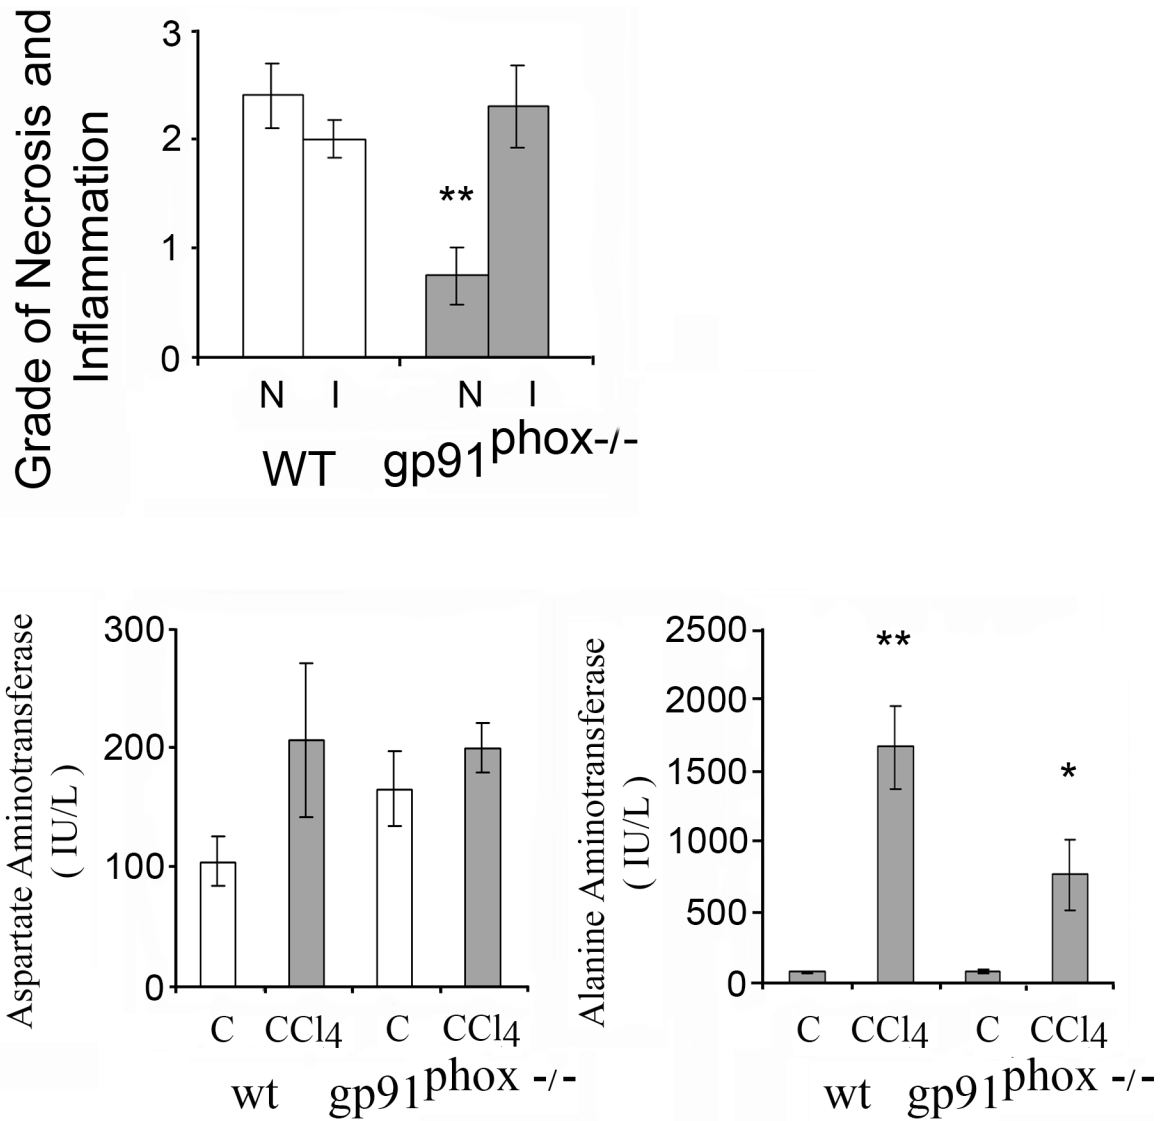 Grade of Necrosis and
Inflammation
3
2
1
0
**
N I N I
WT gp91phox-/-
Aspartate Aminotransferase
( IU/L )
300
200
100
0
C CCl4 C CCl4
wt gp91phox -/-
Alanine Aminotransferase
( IU/L )
2500
2000
1500
1000
500
0
**
*
C CCl4 C CCl4
wt gp91phox -/-